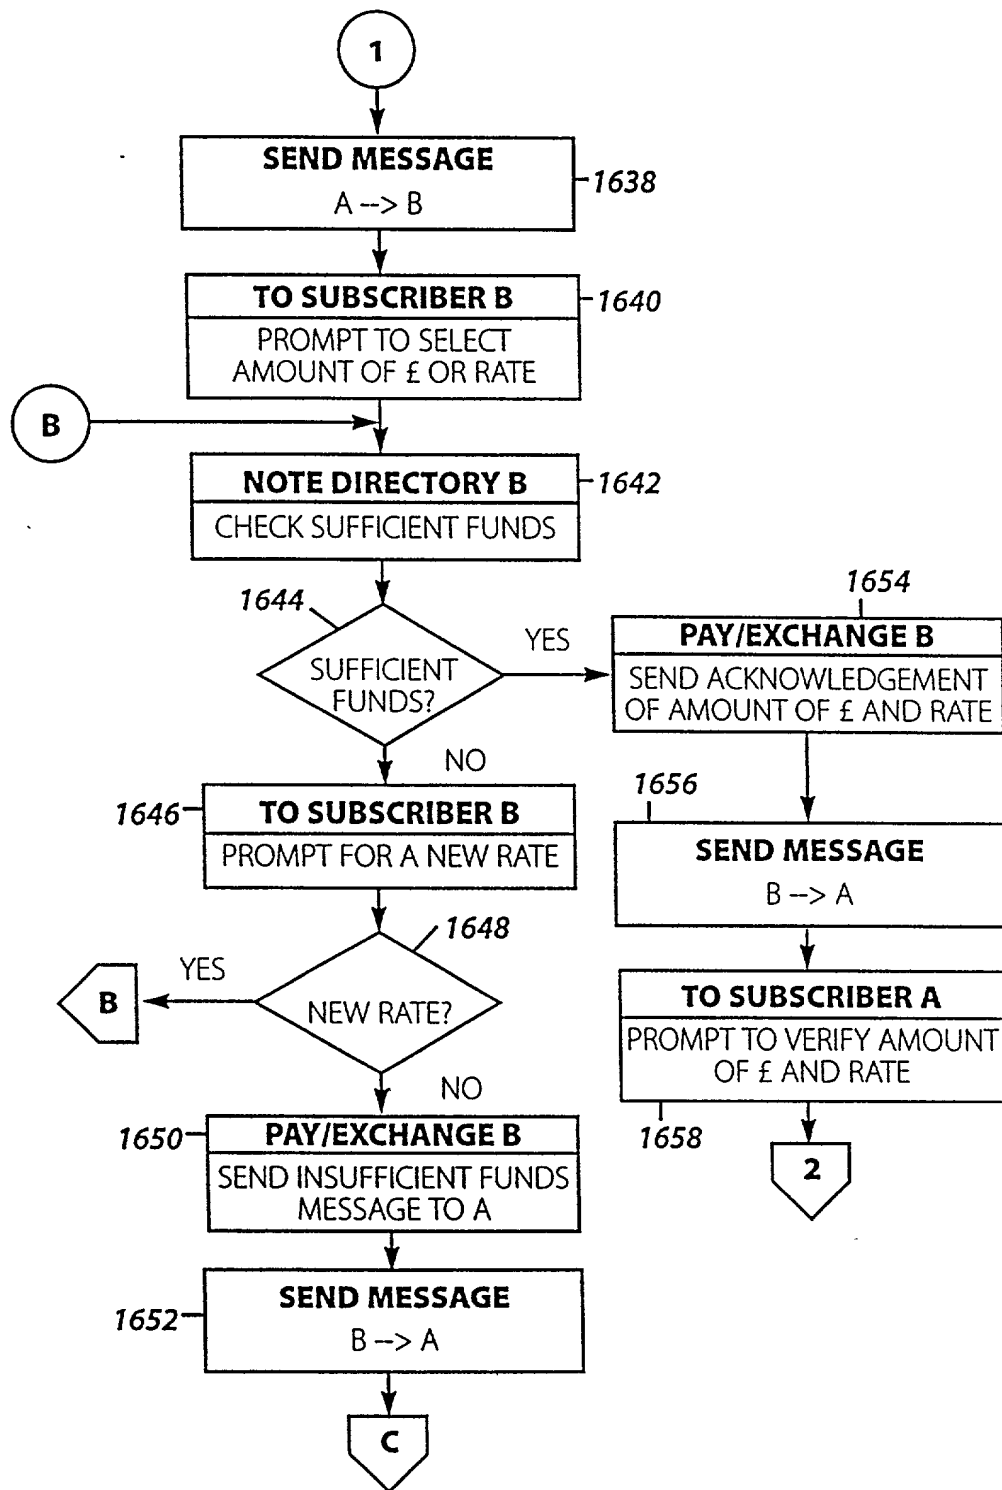 1
SEND MESSAGE
A --> B
1638
TO SUBSCRIBER B
1640
PROMPT TO SELECT
AMOUNT OF £ OR RATE
B
NOTE DIRECTORY B
1642
CHECK SUFFICIENT FUNDS
1644
SUFFICIENT
FUNDS?
YES
NO
1654
PAY/EXCHANGE B
SEND ACKNOWLEDGEMENT
OF AMOUNT OF £ AND RATE
1646
TO SUBSCRIBER B
PROMPT FOR A NEW RATE
1656
SEND MESSAGE
B --> A
1648
NEW RATE?
YES
B
NO
TO SUBSCRIBER A
PROMPT TO VERIFY AMOUNT
OF £ AND RATE
1658
2
1650
PAY/EXCHANGE B
SEND INSUFFICIENT FUNDS
MESSAGE TO A
1652
SEND MESSAGE
B --> A
C